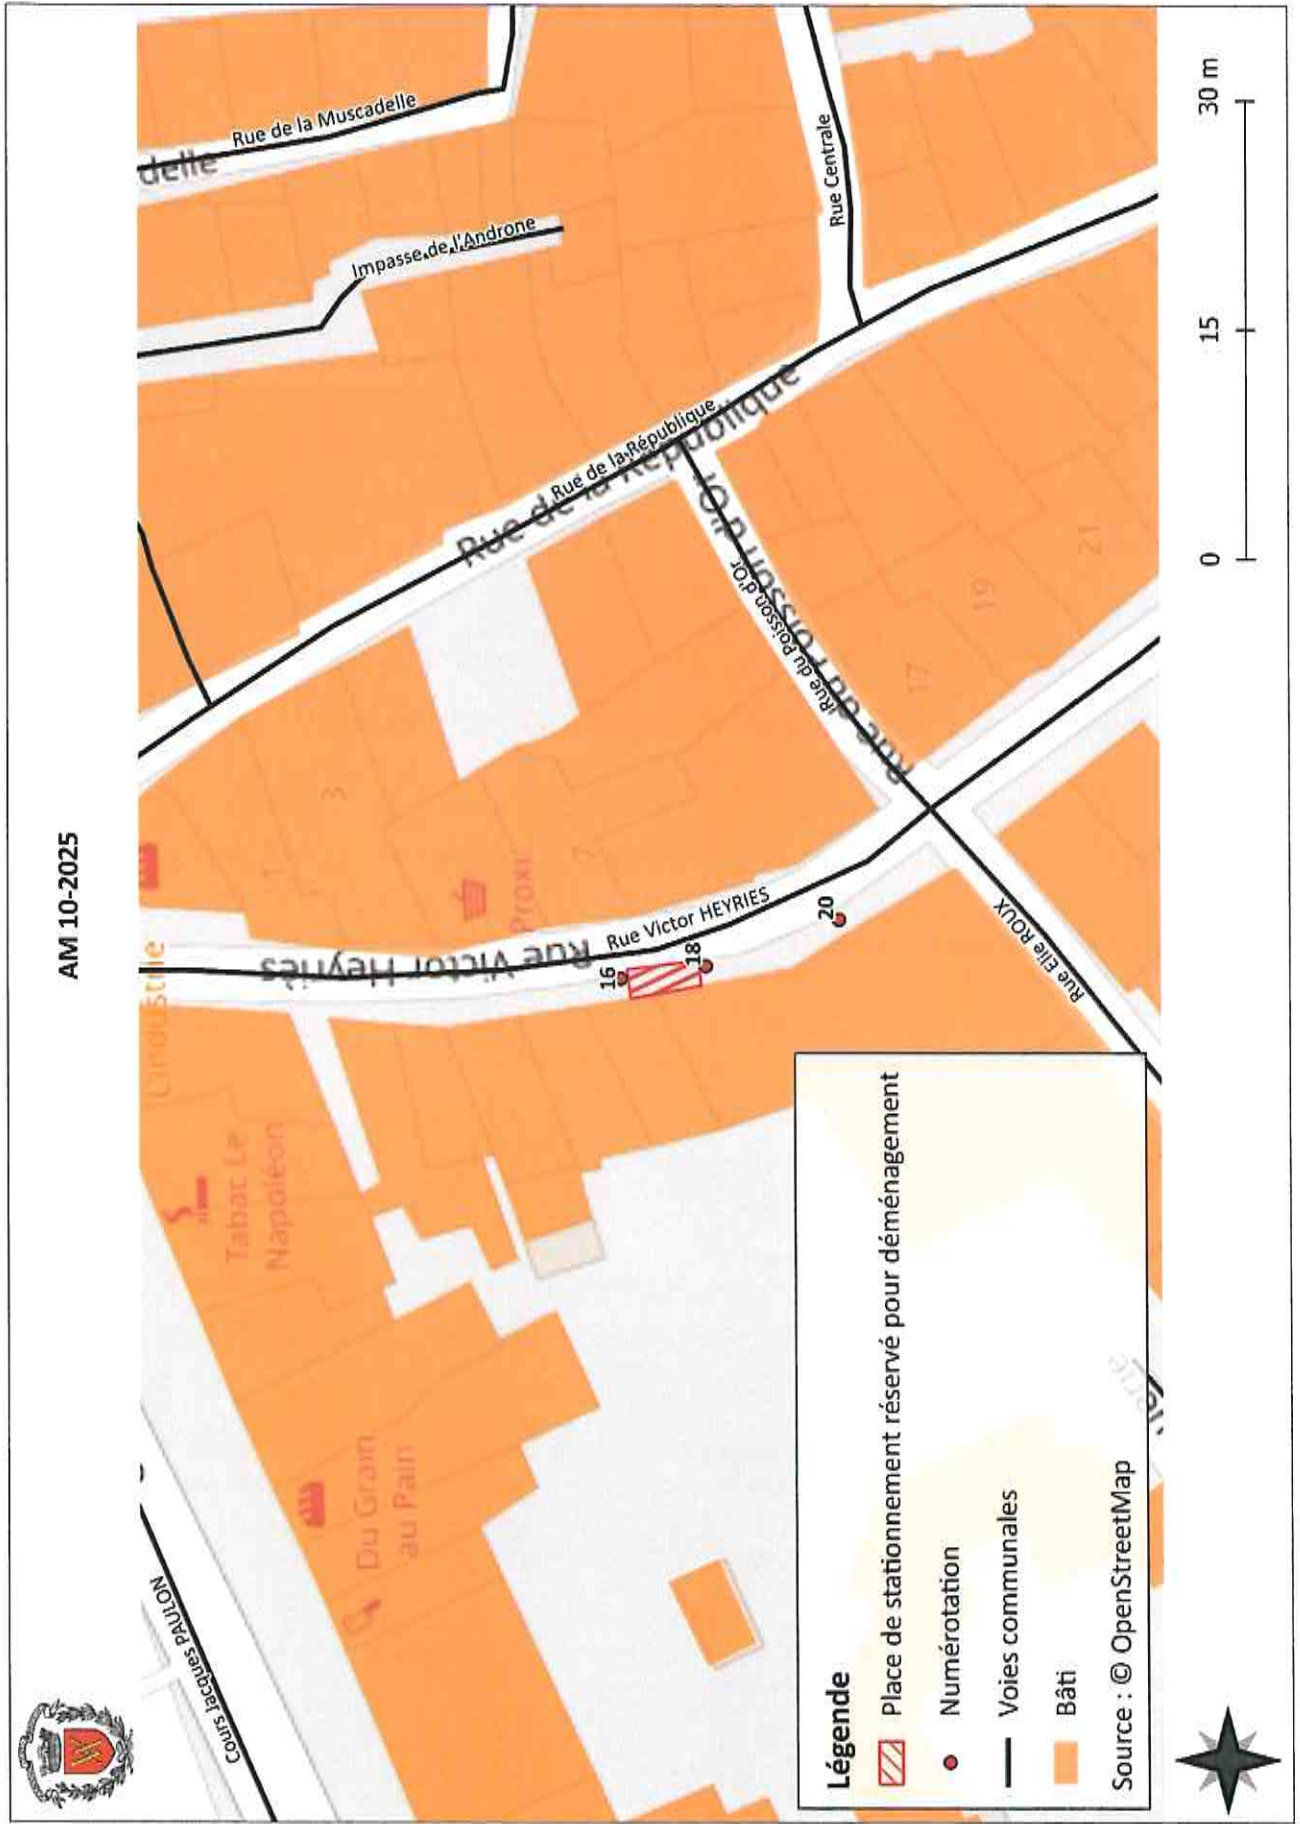 AM 10-2025
Cours Jacques PAULON
Du Grain
au Pain
Tabac Le
Napoléon
L'industrie
1
3
Proxi
7
Rue Victor Heyriès
Rue Victor HEYRIES
16
18
20
Rue Elie ROUX
Rue du Poisson d'Or
Rue du Poisson d'Or
17
19
21
Rue de la République
Rue de la République
Rue Centrale
Impasse de l'Androne
Rue de la Muscadelle
delle
Légende
Place de stationnement réservé pour déménagement
Numérotation
Voies communales
Bâti
Source : © OpenStreetMap
0 15 30 m